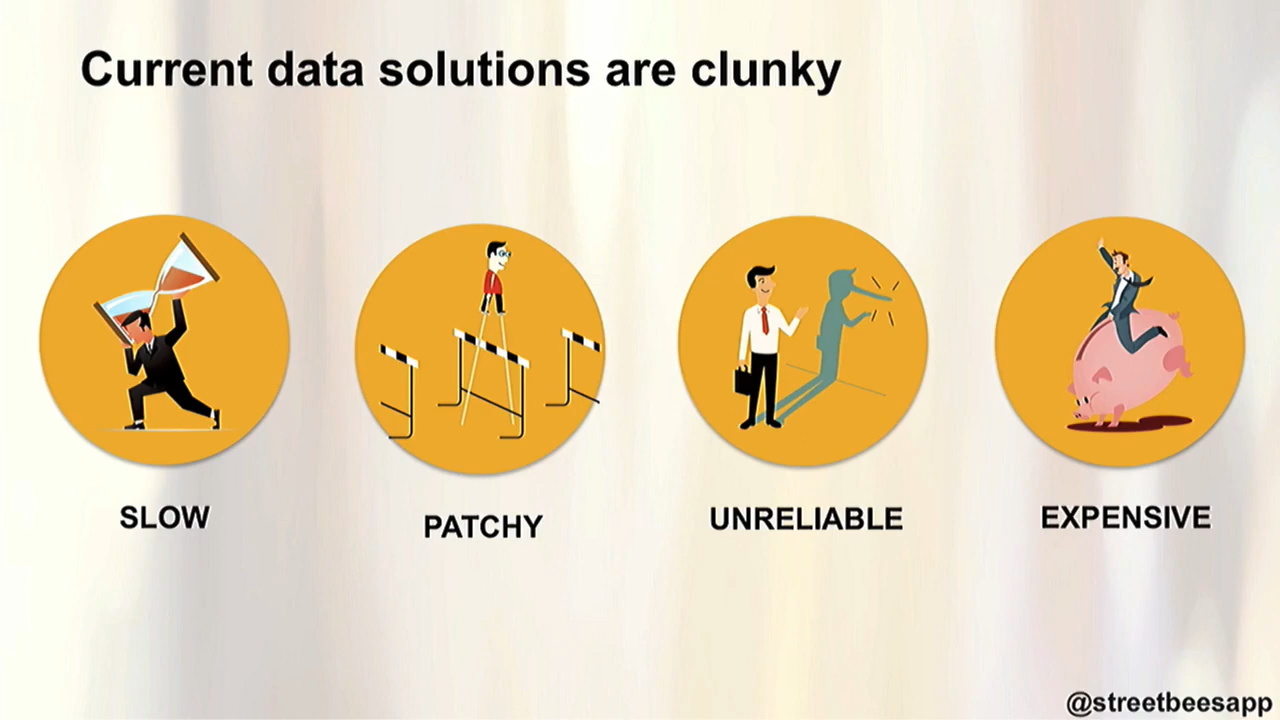 Current data solutions are clunky
SLOW
PATCHY
UNRELIABLE
EXPENSIVE
@streetbeesapp